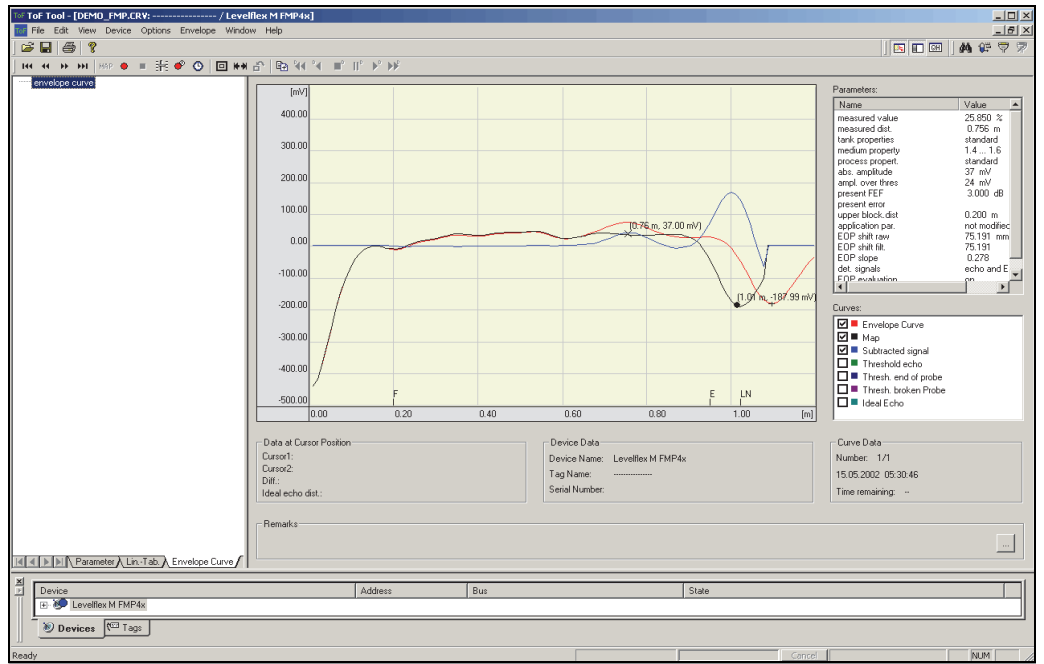 ToF Tool - [DEMO_FMP.CRV: ---------------- / Levelflex M FMP4x]
File Edit View Device Options Envelope Window Help
MAP
envelope curve
[mV]
400.00
300.00
200.00
100.00
0.00
-100.00
-200.00
-300.00
-400.00
-500.00
[0.76 m, 37.00 mV)
[1.01 m, -187.99 mV)
F
E
LN
0.00 0.20 0.40 0.60 0.80 1.00 [m]
Parameters:
Name Value
measured value 25.850 %
measured dist. 0.756 m
tank properties standard
medium property 1.4 ... 1.6
process propert. standard
abs. amplitude 37 mV
ampl. over thres 24 mV
present FEF 3.000 dB
present error
upper block.dist 0.200 m
application par. not modified
EOP shift raw 75.191 mm
EOP shift filt. 75.191
EOP slope 0.278
det. signals echo and E
EOP evaluation on
Curves:
Envelope Curve
Map
Subtracted signal
Threshold echo
Thresh. end of probe
Thresh. broken Probe
Ideal Echo
Data at Cursor Position
Cursor1:
Cursor2:
Diff.:
Ideal echo dist.:
Device Data
Device Name: Levelflex M FMP4x
Tag Name: ---------------
Serial Number:
Curve Data
Number: 1/1
15.05.2002 05:30:46
Time remaining: --
Remarks
...
Parameter Lin.-Tab. Envelope Curve
Device Address Bus State
Levelflex M FMP4x
Devices Tags
Ready Cancel NUM